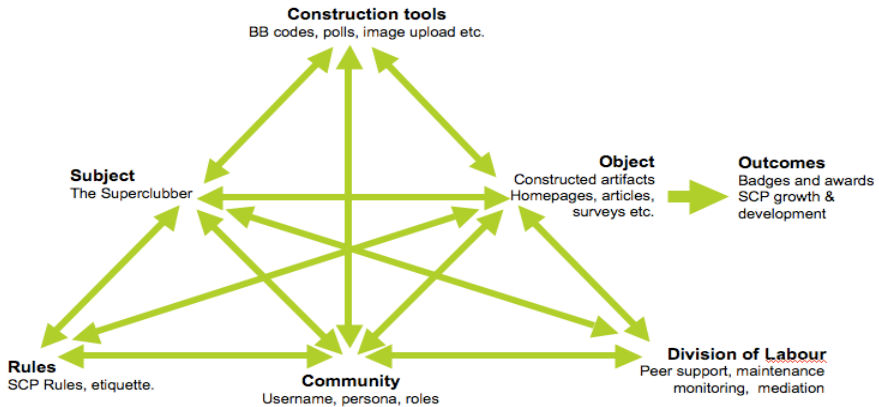 Construction tools
BB codes, polls, image upload etc.
Subject
The Superclubber
Object
Constructed artifacts
Homepages, articles,
surveys etc.
Outcomes
Badges and awards
SCP growth &
development
Rules
SCP Rules, etiquette.
Community
Username, persona, roles
Division of Labour
Peer support, maintenance
monitoring, mediation